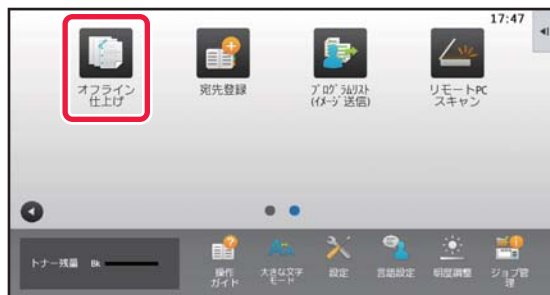 17:47
オフライン
仕上げ
宛先登録
ﾌﾟﾛｸﾞﾗﾑﾘｽﾄ
(ｲﾒｰｼﾞ送信)
リモートPC
スキャン
トナー残量 Bk
操作
ガイド
大きな文字
モード
設定
言語設定
明度調整
ジョブ管
理